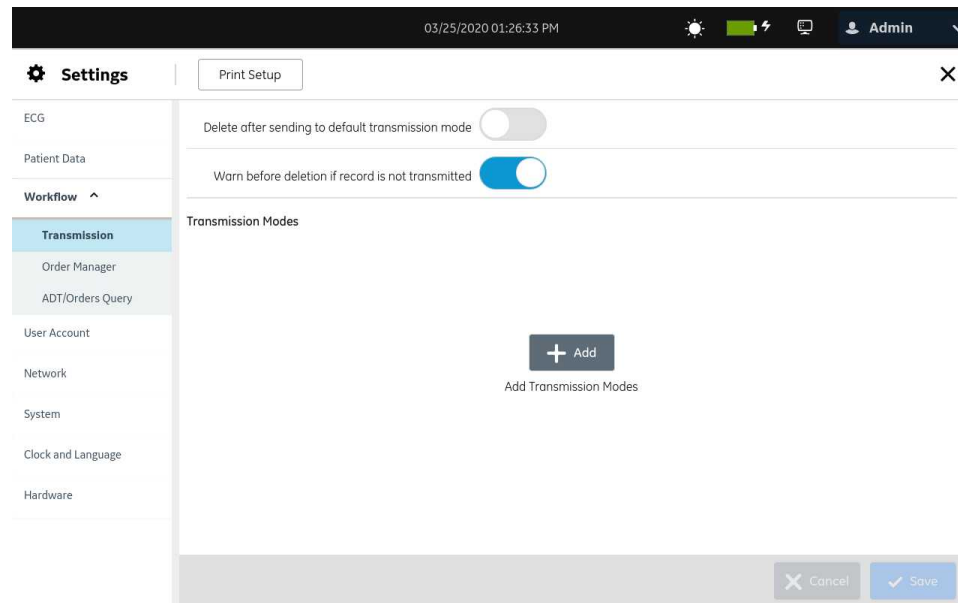 03/25/2020 01:26:33 PM
Admin
Settings
Print Setup
ECG
Patient Data
Workflow
Transmission
Order Manager
ADT/Orders Query
User Account
Network
System
Clock and Language
Hardware
Delete after sending to default transmission mode
Warn before deletion if record is not transmitted
Transmission Modes
Add
Add Transmission Modes
Cancel
Save